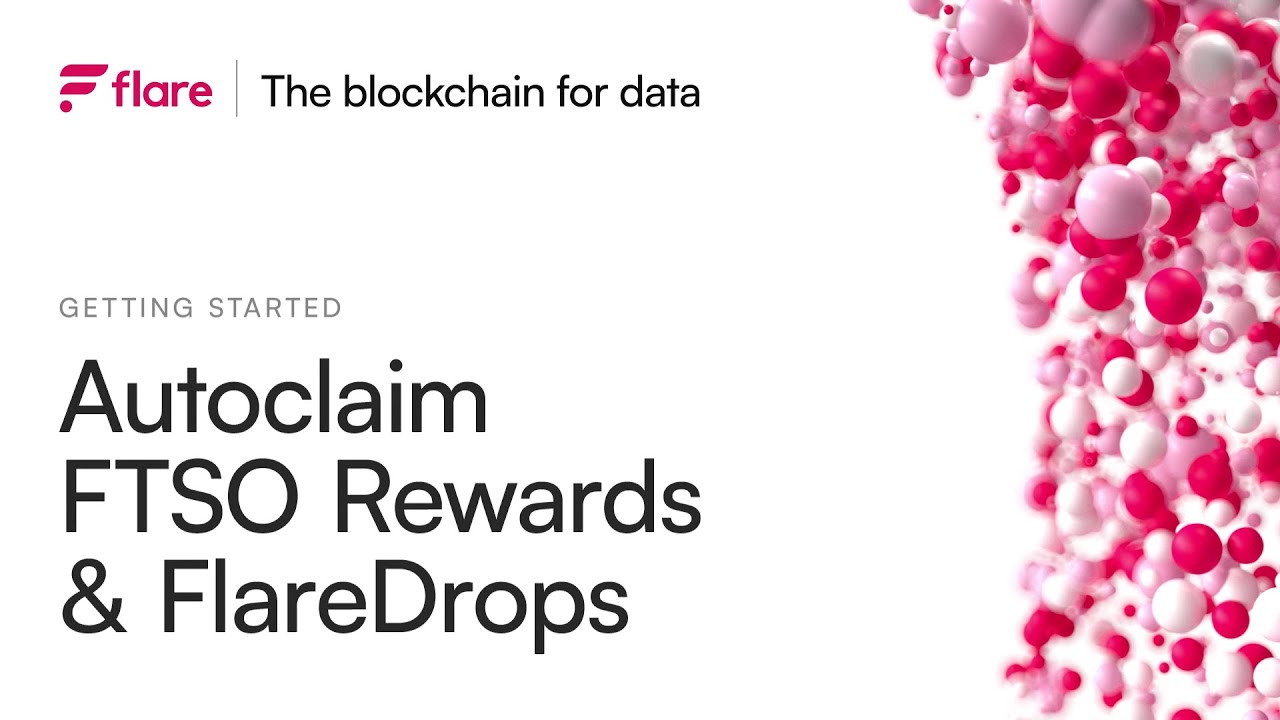 flare
The blockchain for data
GETTING STARTED
Autoclaim
FTSO Rewards
& FlareDrops